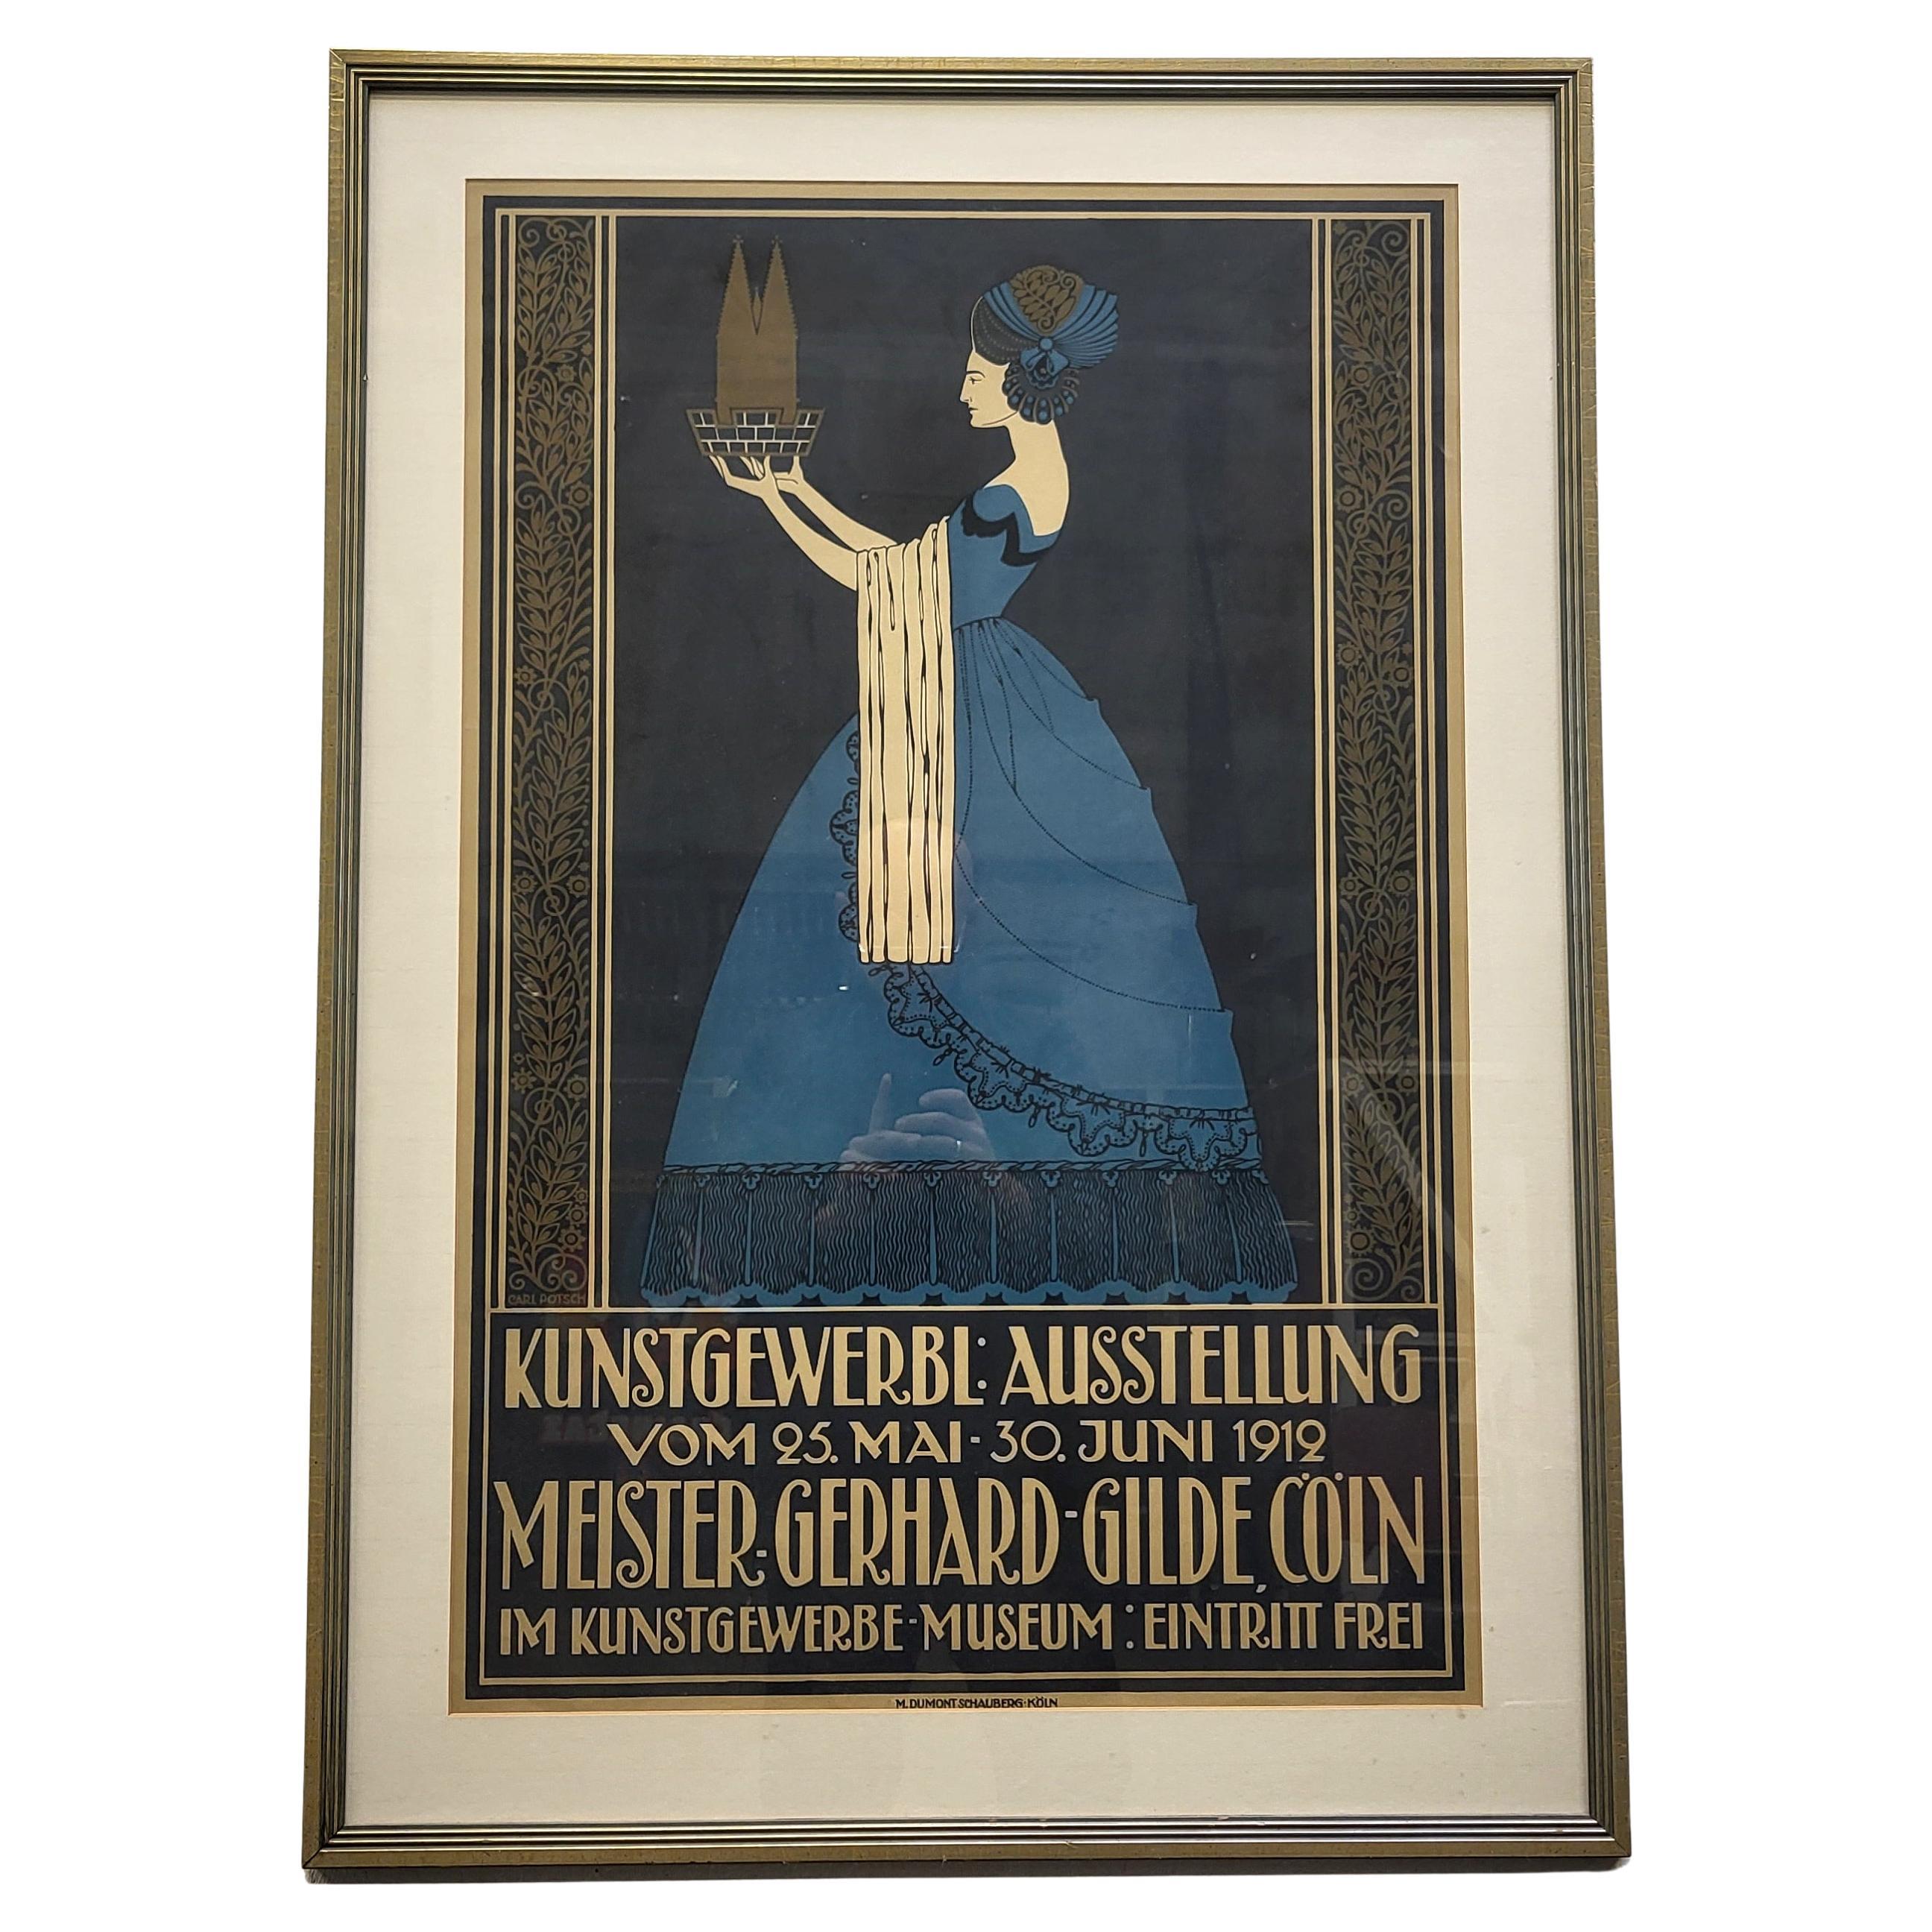 CARL PÖTSCH
KUNSTGEWERBL: AUSSTELLUNG
VOM 25. MAI - 30. JUNI 1912
MEISTER-GERHARD-GILDE, CÖLN
IM KUNSTGEWERBE-MUSEUM : EINTRITT FREI
M. DUMONT SCHAUBERG · KÖLN